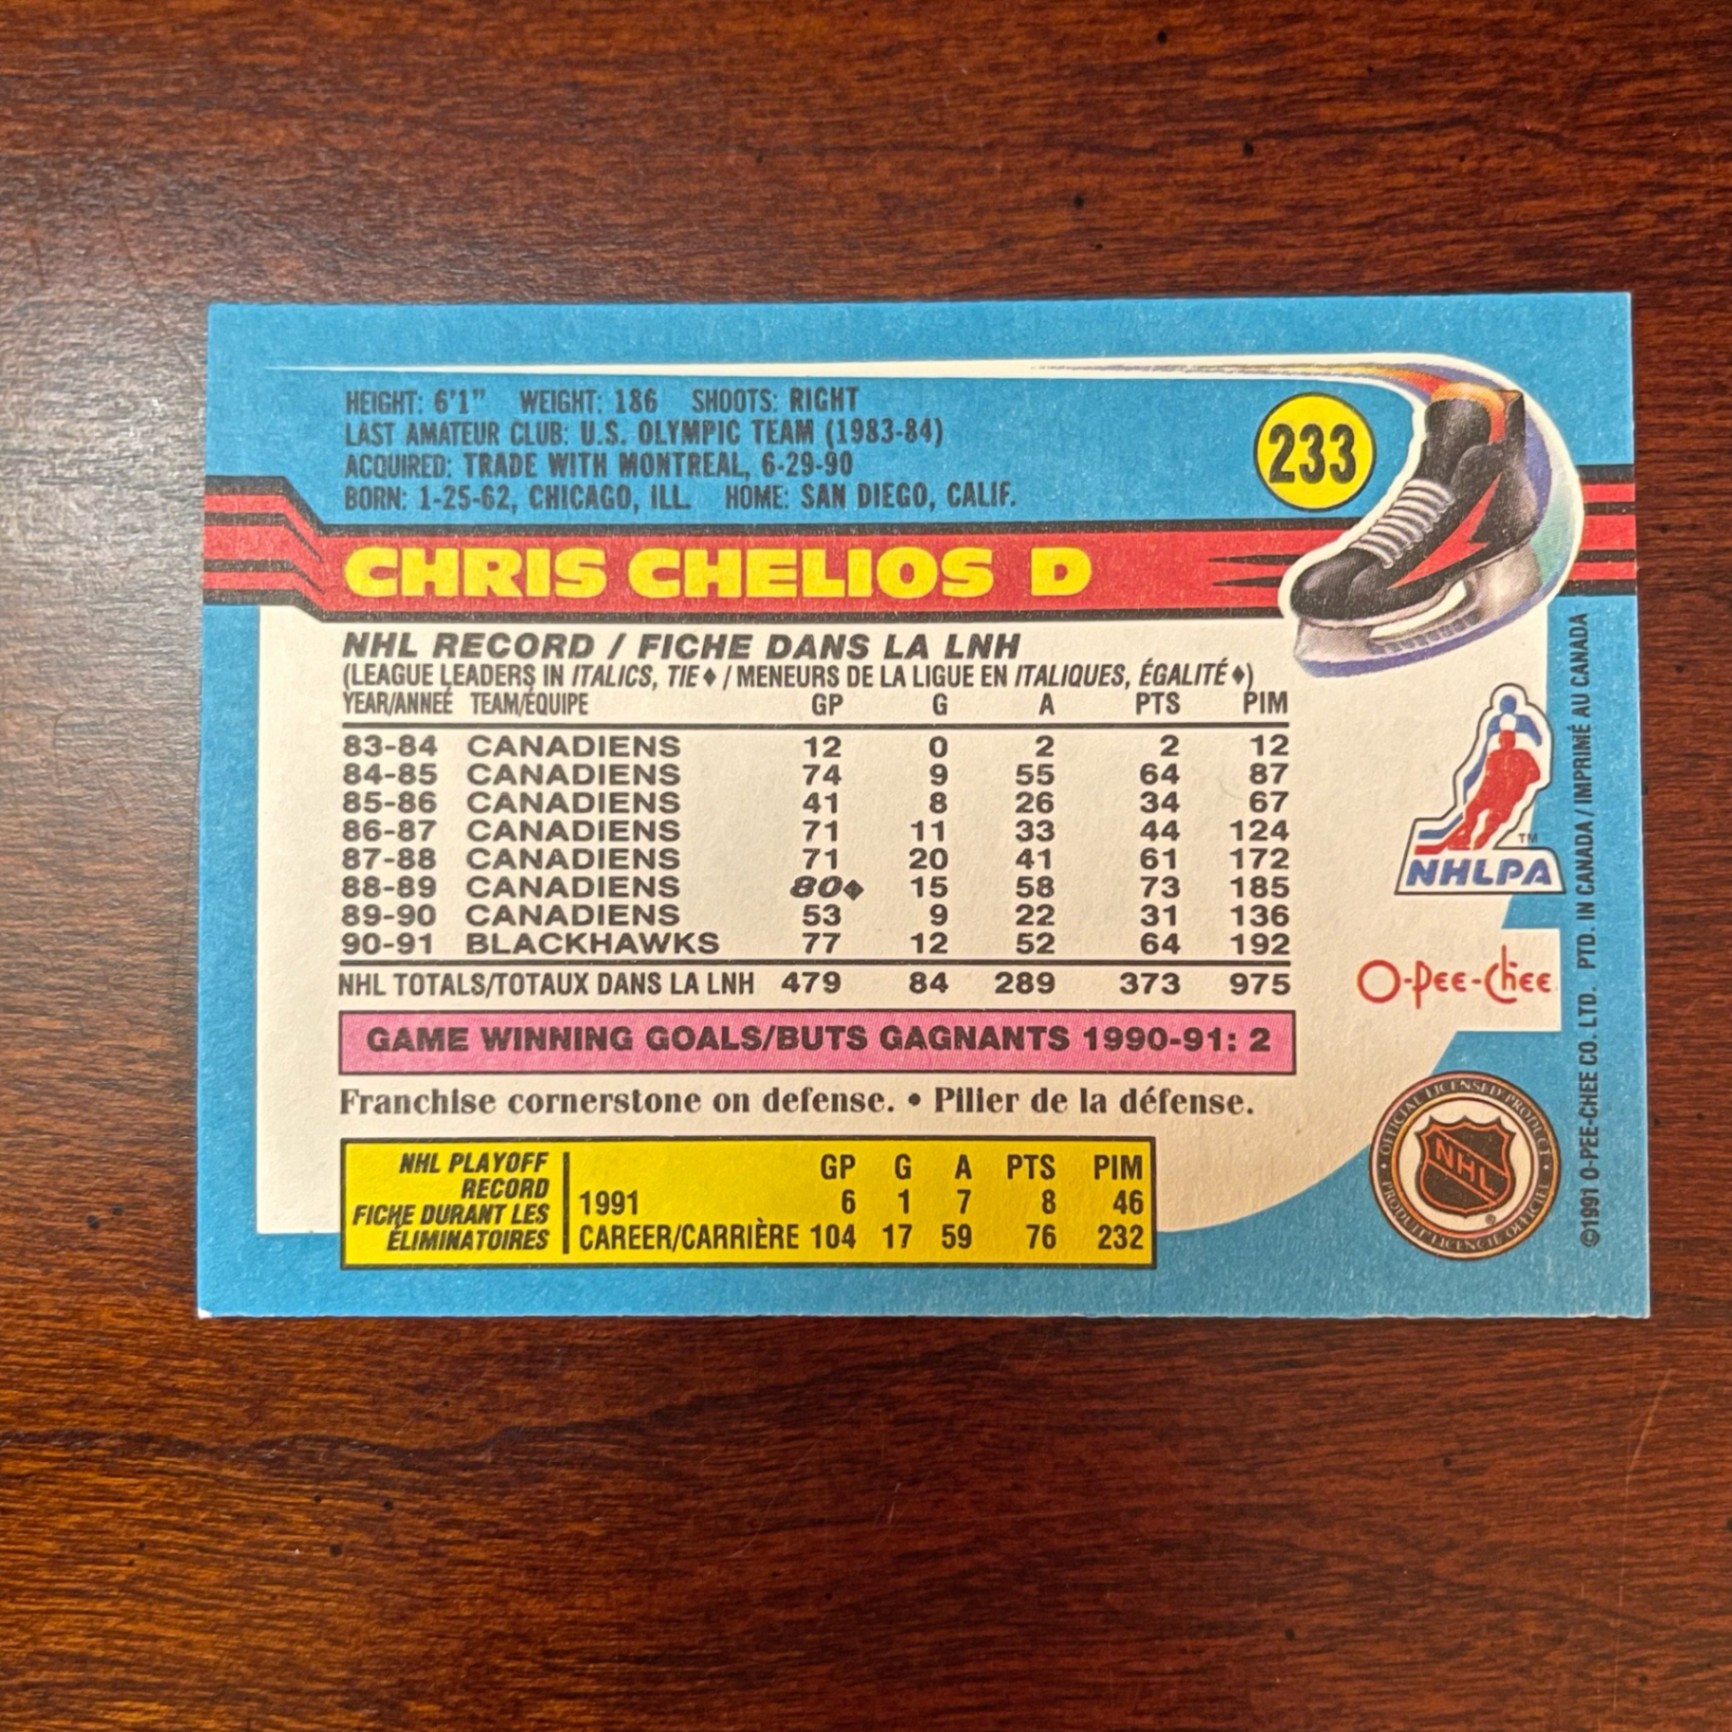 HEIGHT: 6'1" WEIGHT: 186 SHOOTS: RIGHT
LAST AMATEUR CLUB: U.S. OLYMPIC TEAM (1983-84)
ACQUIRED: TRADE WITH MONTREAL, 6-29-90
BORN: 1-25-62, CHICAGO, ILL. HOME: SAN DIEGO, CALIF.
233
CHRIS CHELIOS D
NHL RECORD / FICHE DANS LA LNH
(LEAGUE LEADERS IN ITALICS, TIE ♦ / MENEURS DE LA LIGUE EN ITALIQUES, ÉGALITÉ ♦)
YEAR/ANNÉE TEAM/ÉQUIPE GP G A PTS PIM
83-84 CANADIENS 12 0 2 2 12
84-85 CANADIENS 74 9 55 64 87
85-86 CANADIENS 41 8 26 34 67
86-87 CANADIENS 71 11 33 44 124
87-88 CANADIENS 71 20 41 61 172
88-89 CANADIENS 80♦ 15 58 73 185
89-90 CANADIENS 53 9 22 31 136
90-91 BLACKHAWKS 77 12 52 64 192
NHL TOTALS/TOTAUX DANS LA LNH 479 84 289 373 975
GAME WINNING GOALS/BUTS GAGNANTS 1990-91: 2
Franchise cornerstone on defense. • Pilier de la défense.
NHL PLAYOFF
RECORD
FICHE DURANT LES
ÉLIMINATOIRES
GP G A PTS PIM
1991 6 1 7 8 46
CAREER/CARRIÈRE 104 17 59 76 232
TM
NHLPA
O-Pee-Chee
• OFFICIAL LICENSED PRODUCT •
NHL
®
PRODUIT LICENCIÉ OFFICIEL
©1991 O-PEE-CHEE CO. LTD. PTD. IN CANADA / IMPRIMÉ AU CANADA